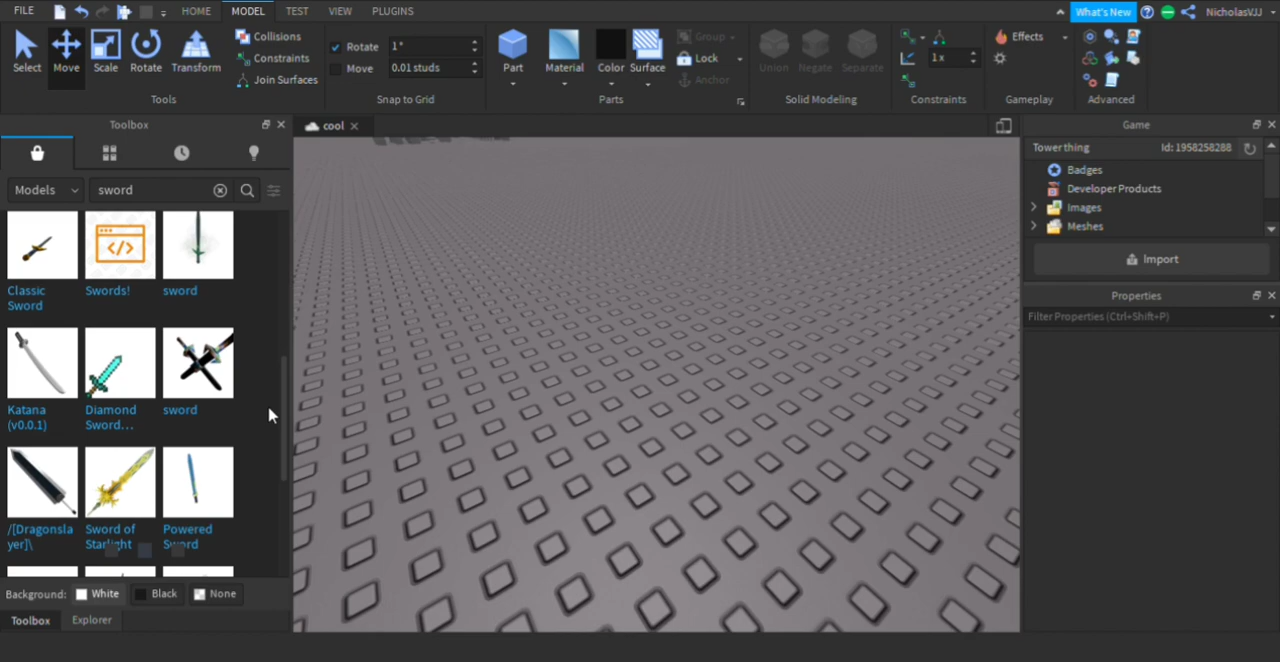 FILE HOME MODEL TEST VIEW PLUGINS What's New NicholasVJJ
Select Move Scale Rotate Transform
Collisions
Constraints
Join Surfaces
Tools
Rotate 1°
Move 0.01 studs
Snap to Grid
Part Material Color Surface
Group
Lock
Anchor
Parts
Union Negate Separate
Solid Modeling
1x
Constraints
Effects
Gameplay
Advanced
Toolbox
Models sword
Classic
Sword
Swords!
sword
Katana
(v0.0.1)
Diamond
Sword...
sword
/[Dragonsla
yer]\
Sword of
Starlight
Powered
Sword
Background: White Black None
Toolbox Explorer
cool
Game
Tower thing Id: 1958258288
Badges
Developer Products
Images
Meshes
Import
Properties
Filter Properties (Ctrl+Shift+P)